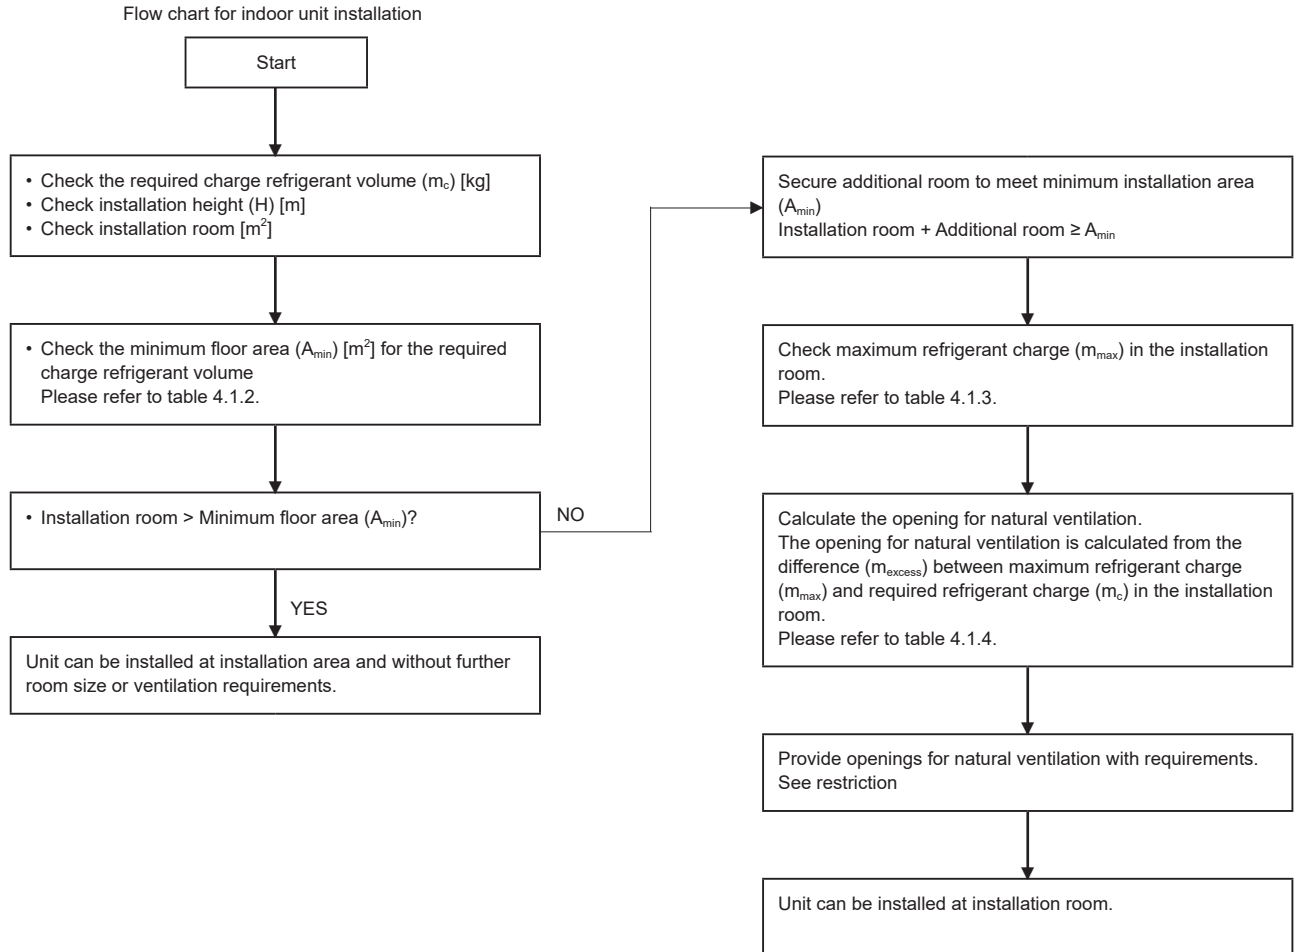 Flow chart for indoor unit installation
Start
• Check the required charge refrigerant volume (mc) [kg]
• Check installation height (H) [m]
• Check installation room [m2]
• Check the minimum floor area (Amin) [m2] for the required
charge refrigerant volume
Please refer to table 4.1.2.
• Installation room > Minimum floor area (Amin)?
NO
YES
Unit can be installed at installation area and without further
room size or ventilation requirements.
Secure additional room to meet minimum installation area
(Amin)
Installation room + Additional room ≥ Amin
Check maximum refrigerant charge (mmax) in the installation
room.
Please refer to table 4.1.3.
Calculate the opening for natural ventilation.
The opening for natural ventilation is calculated from the
difference (mexcess) between maximum refrigerant charge
(mmax) and required refrigerant charge (mc) in the installation
room.
Please refer to table 4.1.4.
Provide openings for natural ventilation with requirements.
See restriction
Unit can be installed at installation room.